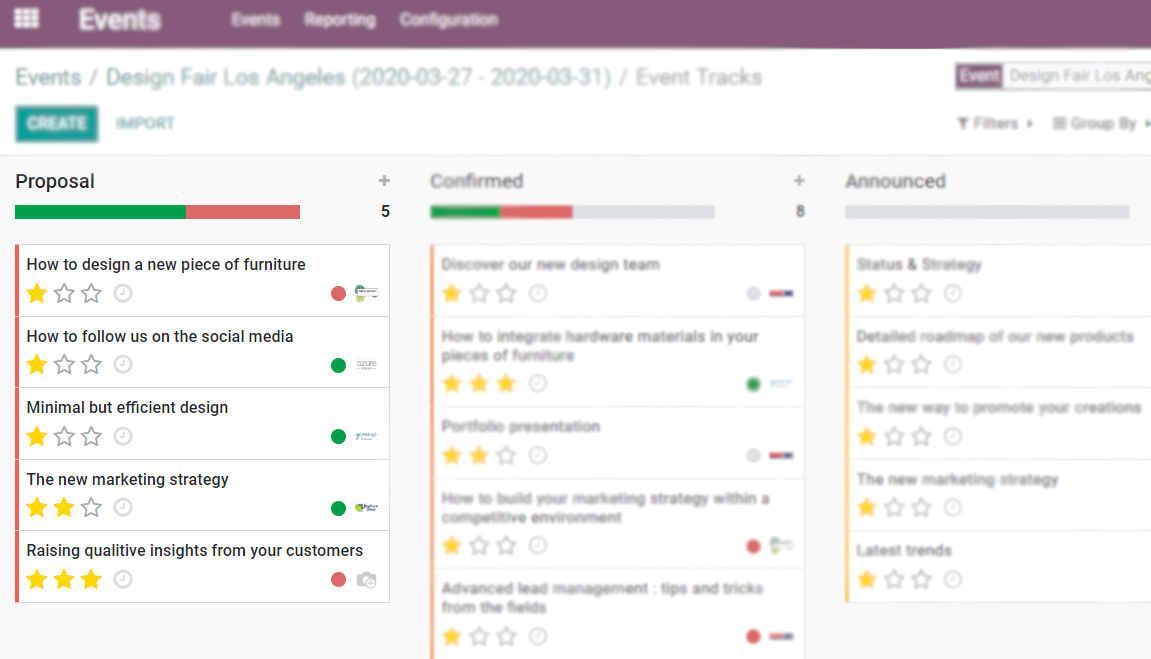 Events
Events Reporting Configuration
Events / Design Fair Los Angeles (2020-03-27 - 2020-03-31) / Event Tracks
Event Design Fair Los Ang
CREATE IMPORT
Filters Group By
Proposal +
5
How to design a new piece of furniture
How to follow us on the social media
azure
Minimal but efficient design
The new marketing strategy
Raising qualitive insights from your customers
Confirmed +
8
Discover our new design team
How to integrate hardware materials in your
pieces of furniture
Portfolio presentation
How to build your marketing strategy within a
competitive environment
Advanced lead management : tips and tricks
from the fields
Announced
Status & Strategy
Detailed roadmap of our new products
The new way to promote your creations
The new marketing strategy
Latest trends